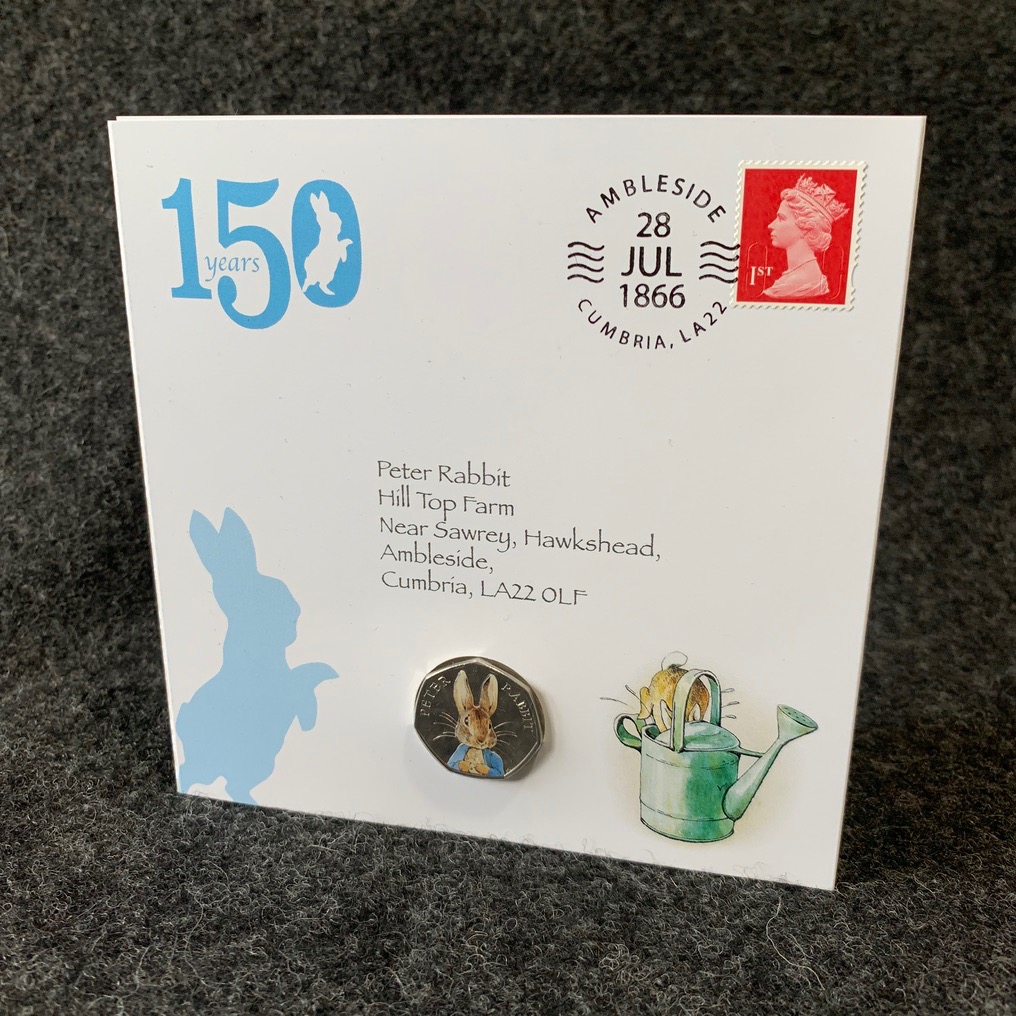 150
years
AMBLESIDE
28
JUL
1866
CUMBRIA, LA22
1ST
Peter Rabbit
Hill Top Farm
Near Sawrey, Hawkshead,
Ambleside,
Cumbria, LA22 0LF
PETER RABBIT